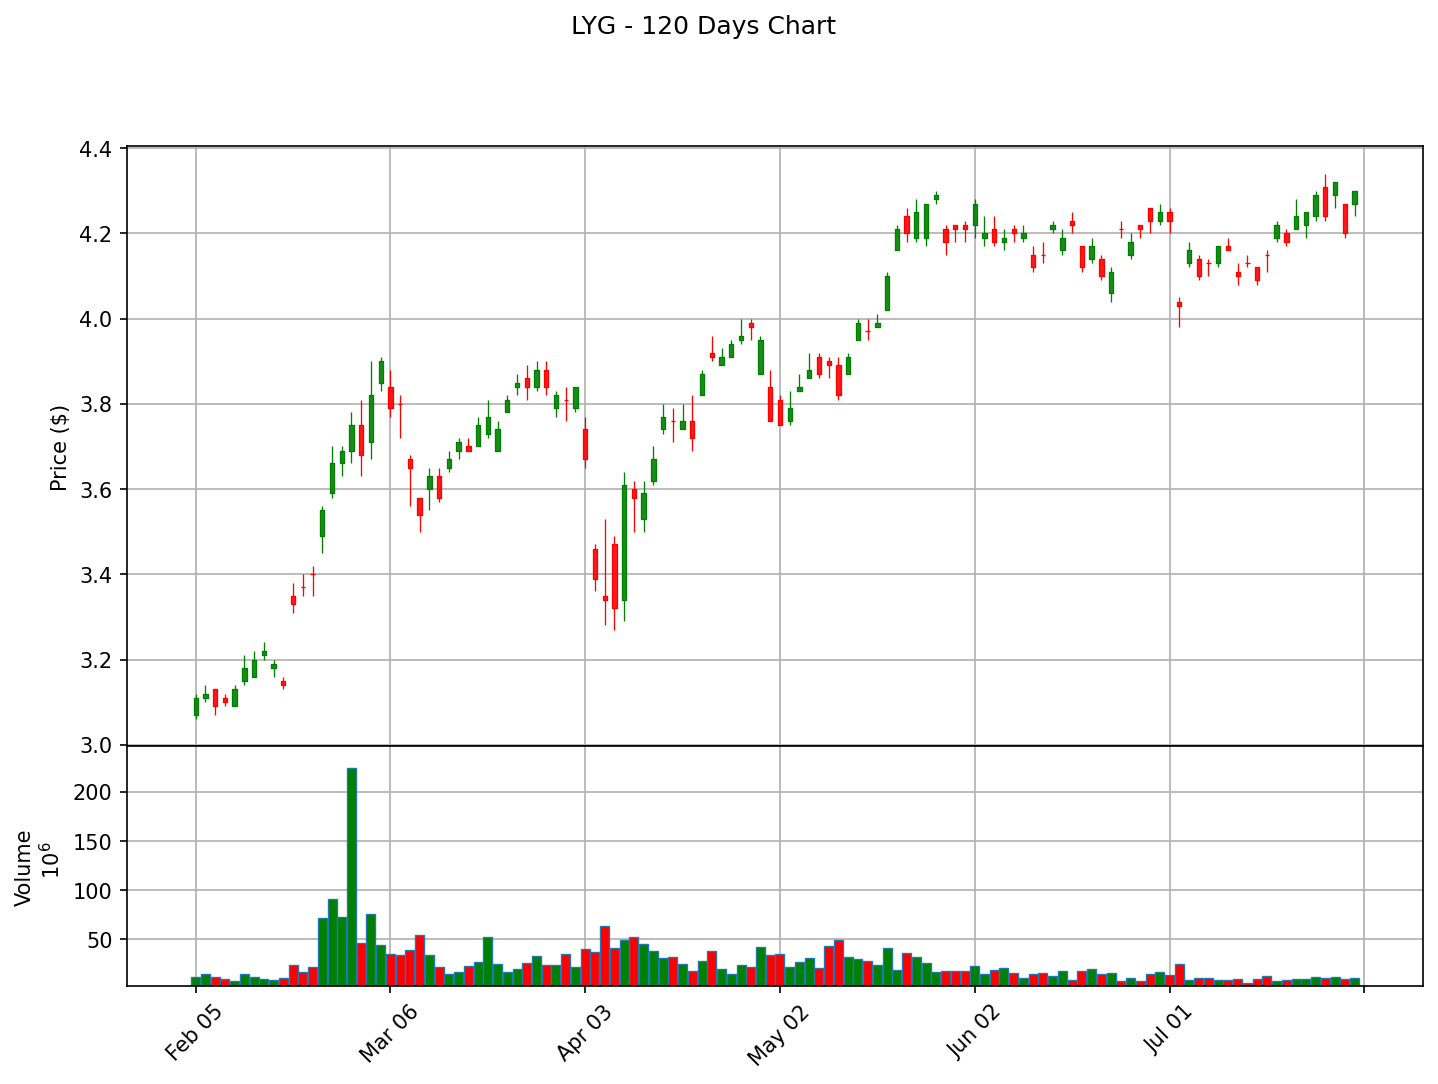 LYG - 120 Days Chart
4.4
4.2
4.0
3.8
3.6
3.4
3.2
3.0
Price ($)
200
150
100
50
Volume
10⁶
Feb 05
Mar 06
Apr 03
May 02
Jun 02
Jul 01